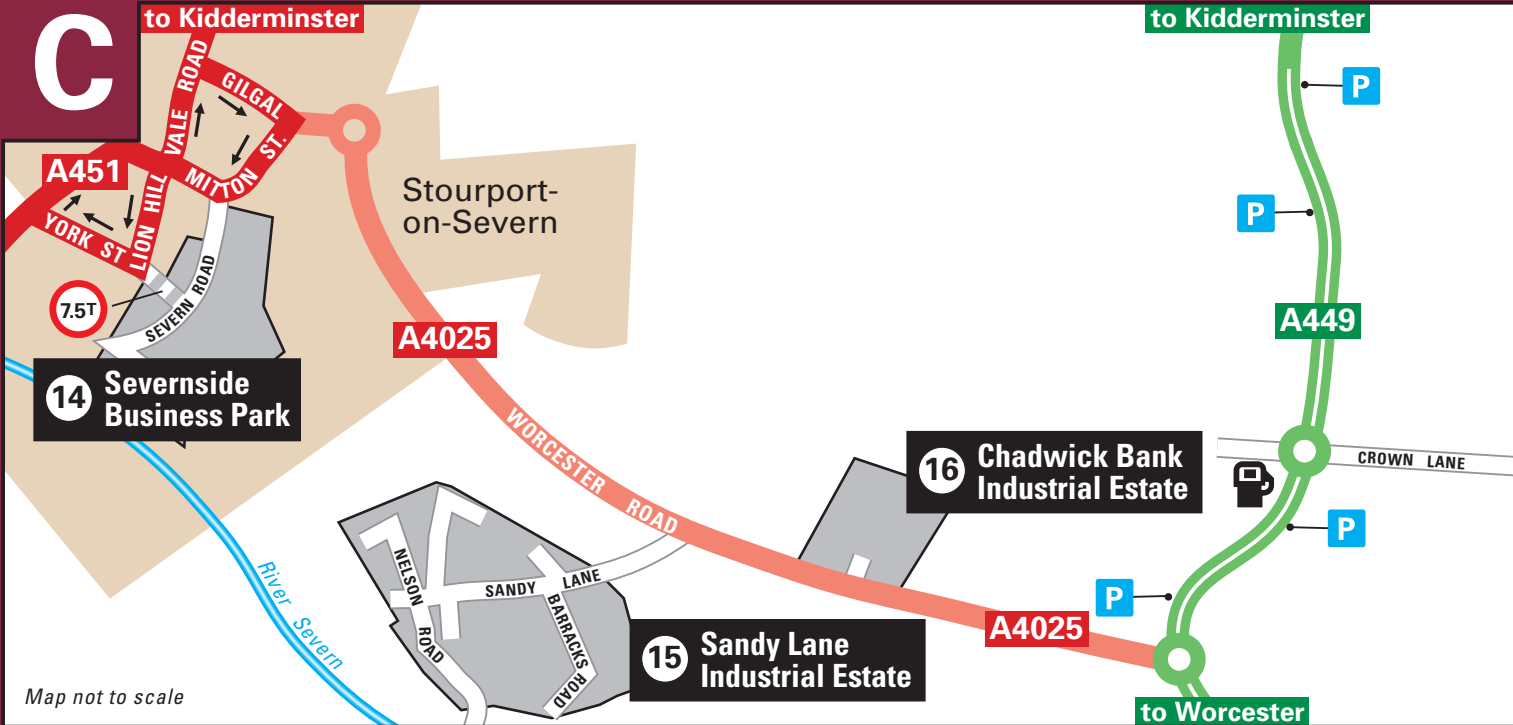 C
to Kidderminster
to Kidderminster
VALE ROAD
GILGAL
P
A451
MITTON ST.
Stourport-
on-Severn
P
YORK ST
LION HILL
SEVERN ROAD
7.5T
A4025
A449
14 Severnside
Business Park
WORCESTER ROAD
16 Chadwick Bank
Industrial Estate
CROWN LANE
P
River Severn
NELSON ROAD
SANDY LANE
BARRACKS ROAD
P
A4025
15 Sandy Lane
Industrial Estate
Map not to scale
to Worcester